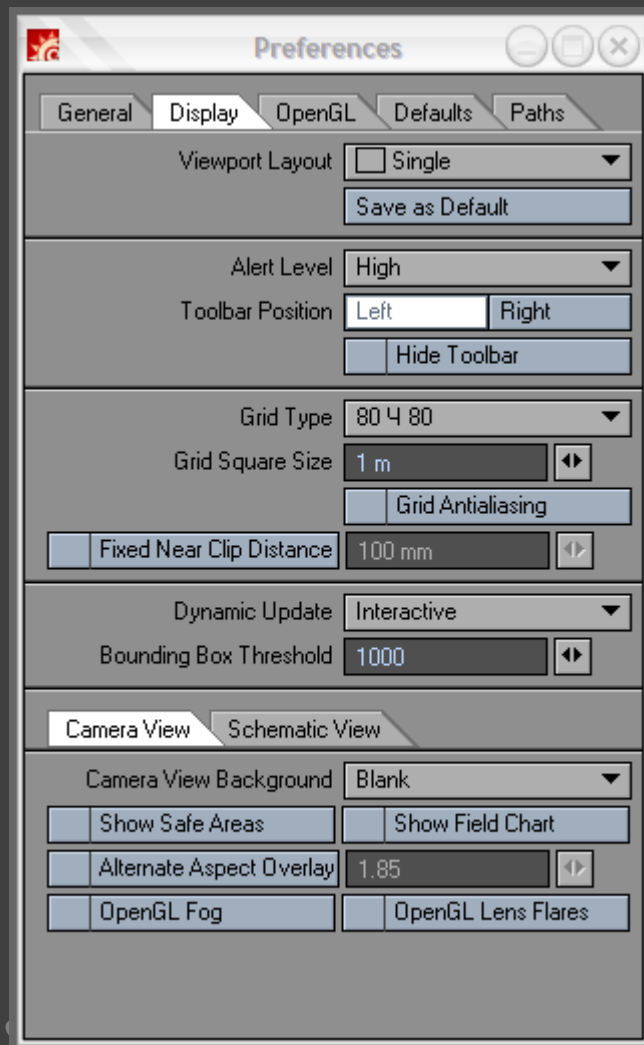 Preferences
General Display OpenGL Defaults Paths
Viewport Layout Single
Save as Default
Alert Level High
Toolbar Position Left Right
Hide Toolbar
Grid Type 80 Ч 80
Grid Square Size 1 m
Grid Antialiasing
Fixed Near Clip Distance 100 mm
Dynamic Update Interactive
Bounding Box Threshold 1000
Camera View Schematic View
Camera View Background Blank
Show Safe Areas Show Field Chart
Alternate Aspect Overlay 1.85
OpenGL Fog OpenGL Lens Flares